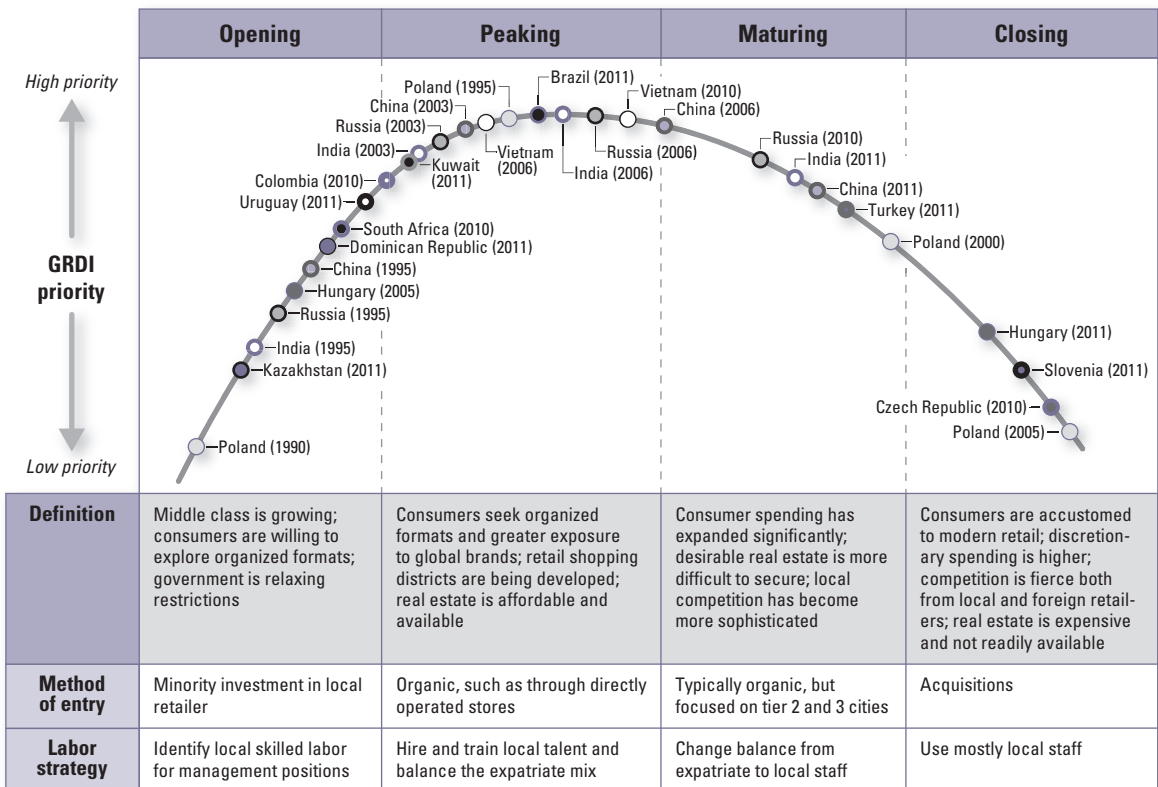 Opening
Peaking
Maturing
Closing
High priority
GRDI
priority
Low priority
Poland (1990)
Kazakhstan (2011)
India (1995)
Russia (1995)
Hungary (2005)
China (1995)
Dominican Republic (2011)
South Africa (2010)
Uruguay (2011)
Colombia (2010)
Kuwait
(2011)
India (2003)
Russia (2003)
China (2003)
Vietnam
(2006)
Poland (1995)
Brazil (2011)
India (2006)
Russia (2006)
Vietnam (2010)
China (2006)
Russia (2010)
India (2011)
China (2011)
Turkey (2011)
Poland (2000)
Hungary (2011)
Slovenia (2011)
Czech Republic (2010)
Poland (2005)
Definition
Middle class is growing;
consumers are willing to
explore organized formats;
government is relaxing
restrictions
Consumers seek organized
formats and greater exposure
to global brands; retail shopping
districts are being developed;
real estate is affordable and
available
Consumer spending has
expanded significantly;
desirable real estate is more
difficult to secure; local
competition has become
more sophisticated
Consumers are accustomed
to modern retail; discretion-
ary spending is higher;
competition is fierce both
from local and foreign retail-
ers; real estate is expensive
and not readily available
Method
of entry
Minority investment in local
retailer
Organic, such as through directly
operated stores
Typically organic, but
focused on tier 2 and 3 cities
Acquisitions
Labor
strategy
Identify local skilled labor
for management positions
Hire and train local talent and
balance the expatriate mix
Change balance from
expatriate to local staff
Use mostly local staff